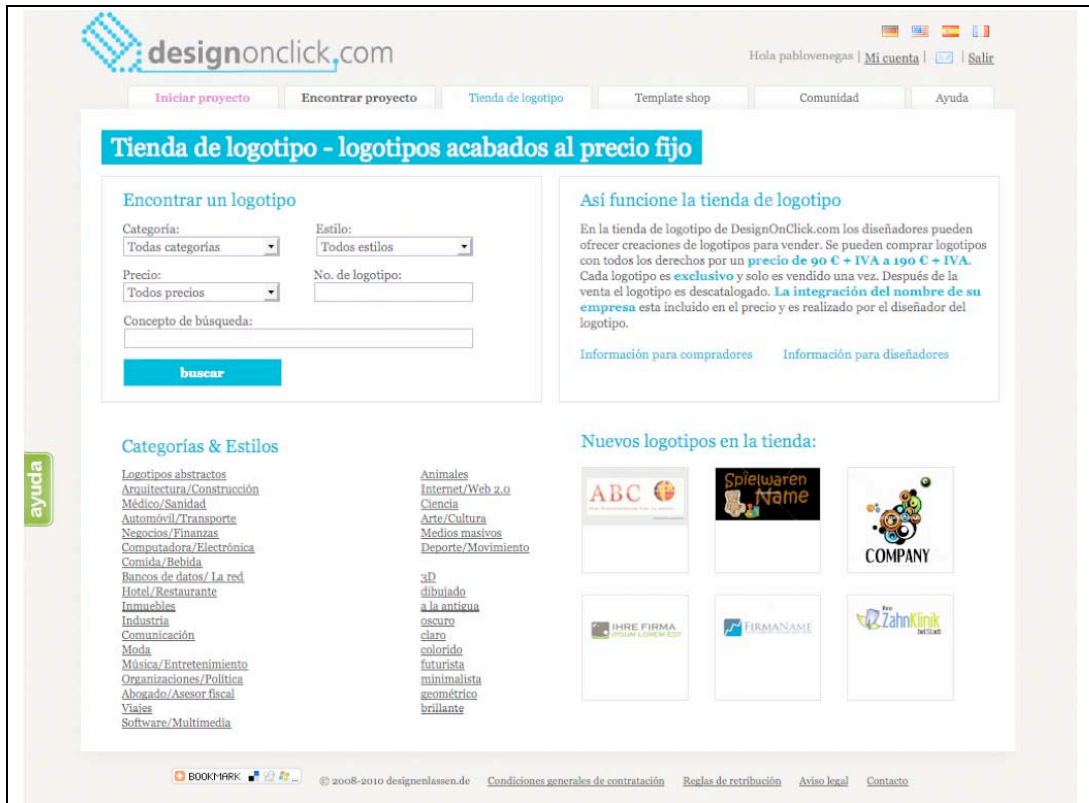 designonclick.com
Hola pablovenegas | Mi cuenta | | Salir
Iniciar proyecto
Encontrar proyecto
Tienda de logotipo
Template shop
Comunidad
Ayuda
Tienda de logotipo - logotipos acabados al precio fijo
Encontrar un logotipo
Categoría:
Estilo:
Todas categorías
Todos estilos
Precio:
No. de logotipo:
Todos precios
Concepto de búsqueda:
buscar
Así funcione la tienda de logotipo
En la tienda de logotipo de DesignOnClick.com los diseñadores pueden
ofrecer creaciones de logotipos para vender. Se pueden comprar logotipos
con todos los derechos por un precio de 90 € + IVA a 190 € + IVA.
Cada logotipo es exclusivo y solo es vendido una vez. Después de la
venta el logotipo es descatalogado. La integración del nombre de su
empresa esta incluido en el precio y es realizado por el diseñador del
logotipo.
Información para compradores
Información para diseñadores
ayuda
Categorías & Estilos
Logotipos abstractos
Arquitectura/Construcción
Médico/Sanidad
Automóvil/Transporte
Negocios/Finanzas
Computadora/Electrónica
Comida/Bebida
Bancos de datos/ La red
Hotel/Restaurante
Inmuebles
Industria
Comunicación
Moda
Música/Entretenimiento
Organizaciones/Política
Abogado/Asesor fiscal
Viajes
Software/Multimedia
Animales
Internet/Web 2.0
Ciencia
Arte/Cultura
Medios masivos
Deporte/Movimiento
3D
dibujado
a la antigua
oscuro
claro
colorido
futurista
minimalista
geométrico
brillante
Nuevos logotipos en la tienda:
ABC
Spielwaren
Name
COMPANY
IHRE FIRMA
IPSUM LOREM EST
FIRMANAME
Ihre
ZahnKlinik
BOOKMARK
© 2008-2010 designenlassen.de
Condiciones generales de contratación
Reglas de retribución
Aviso legal
Contacto